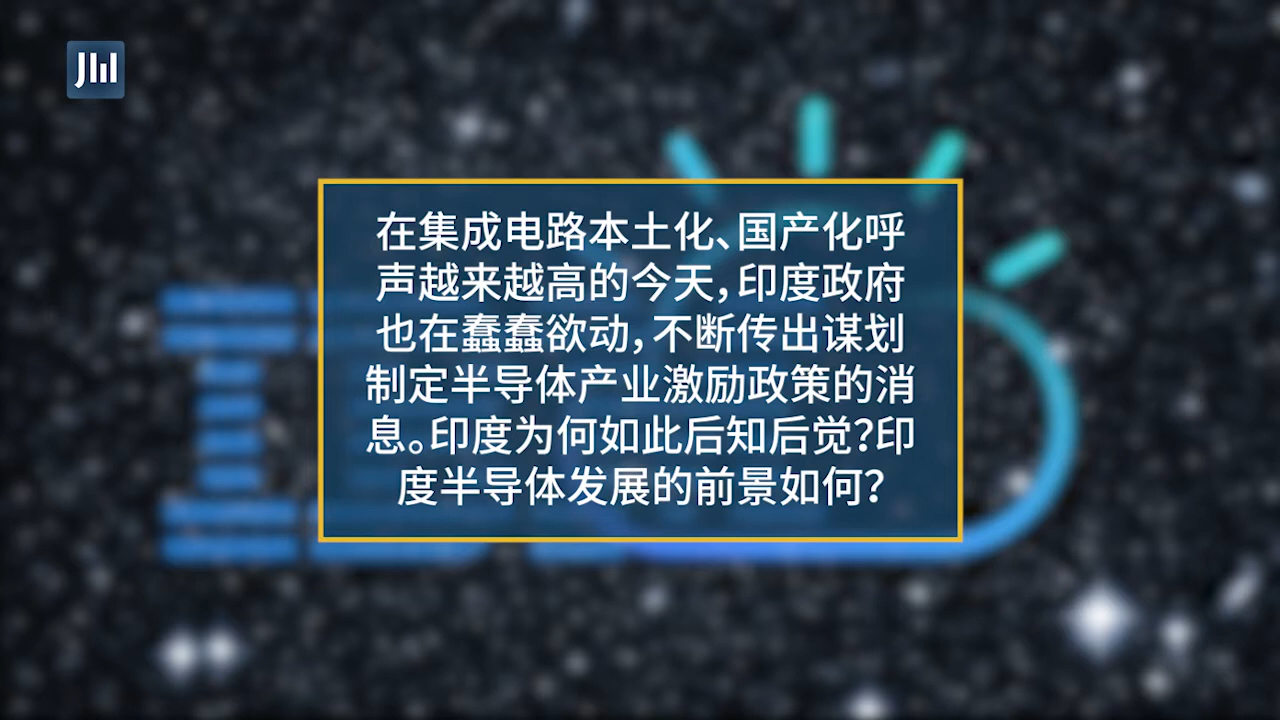 JW
在集成电路本土化、国产化呼
声越来越高的今天，印度政府
也在蠢蠢欲动，不断传出谋划
制定半导体产业激励政策的消
息。印度为何如此后知后觉？印
度半导体发展的前景如何？